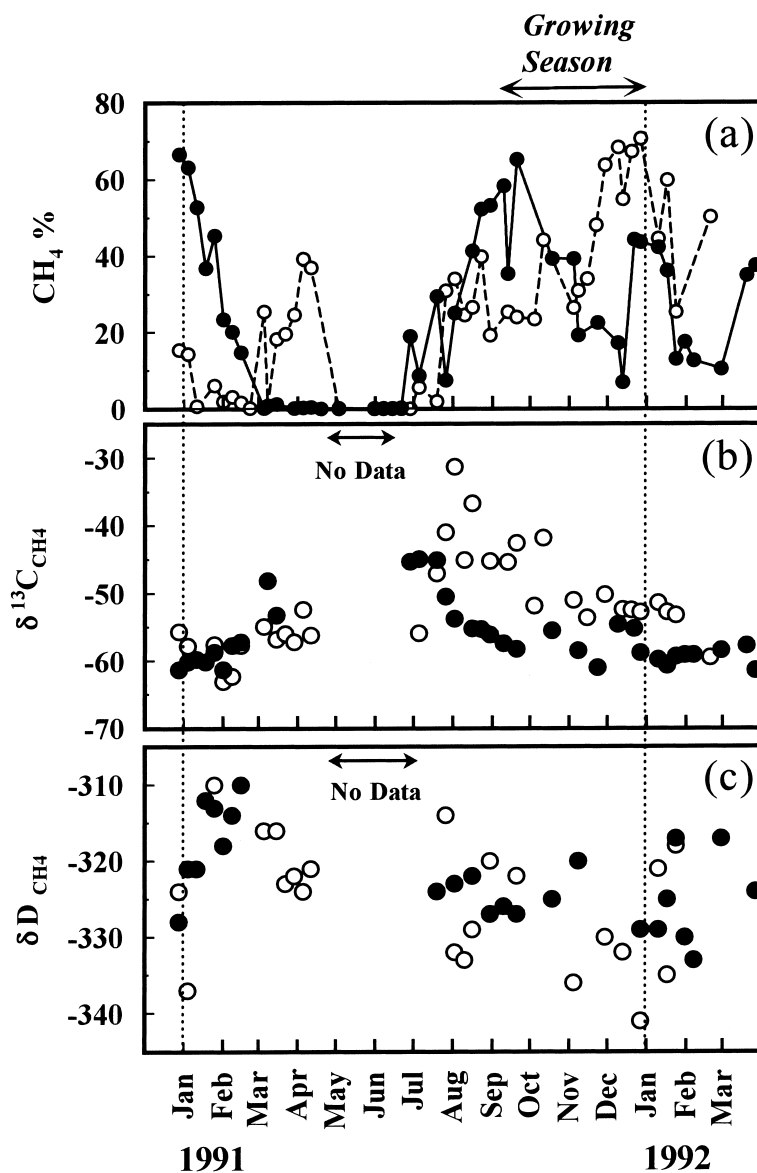 Growing
Season
(a)
80
60
40
20
0
CH4 %
(b)
No Data
-30
-40
-50
-60
-70
δ13CCH4
(c)
No Data
-310
-320
-330
-340
δDCH4
Jan Feb Mar Apr May Jun Jul Aug Sep Oct Nov Dec Jan Feb Mar
1991 1992